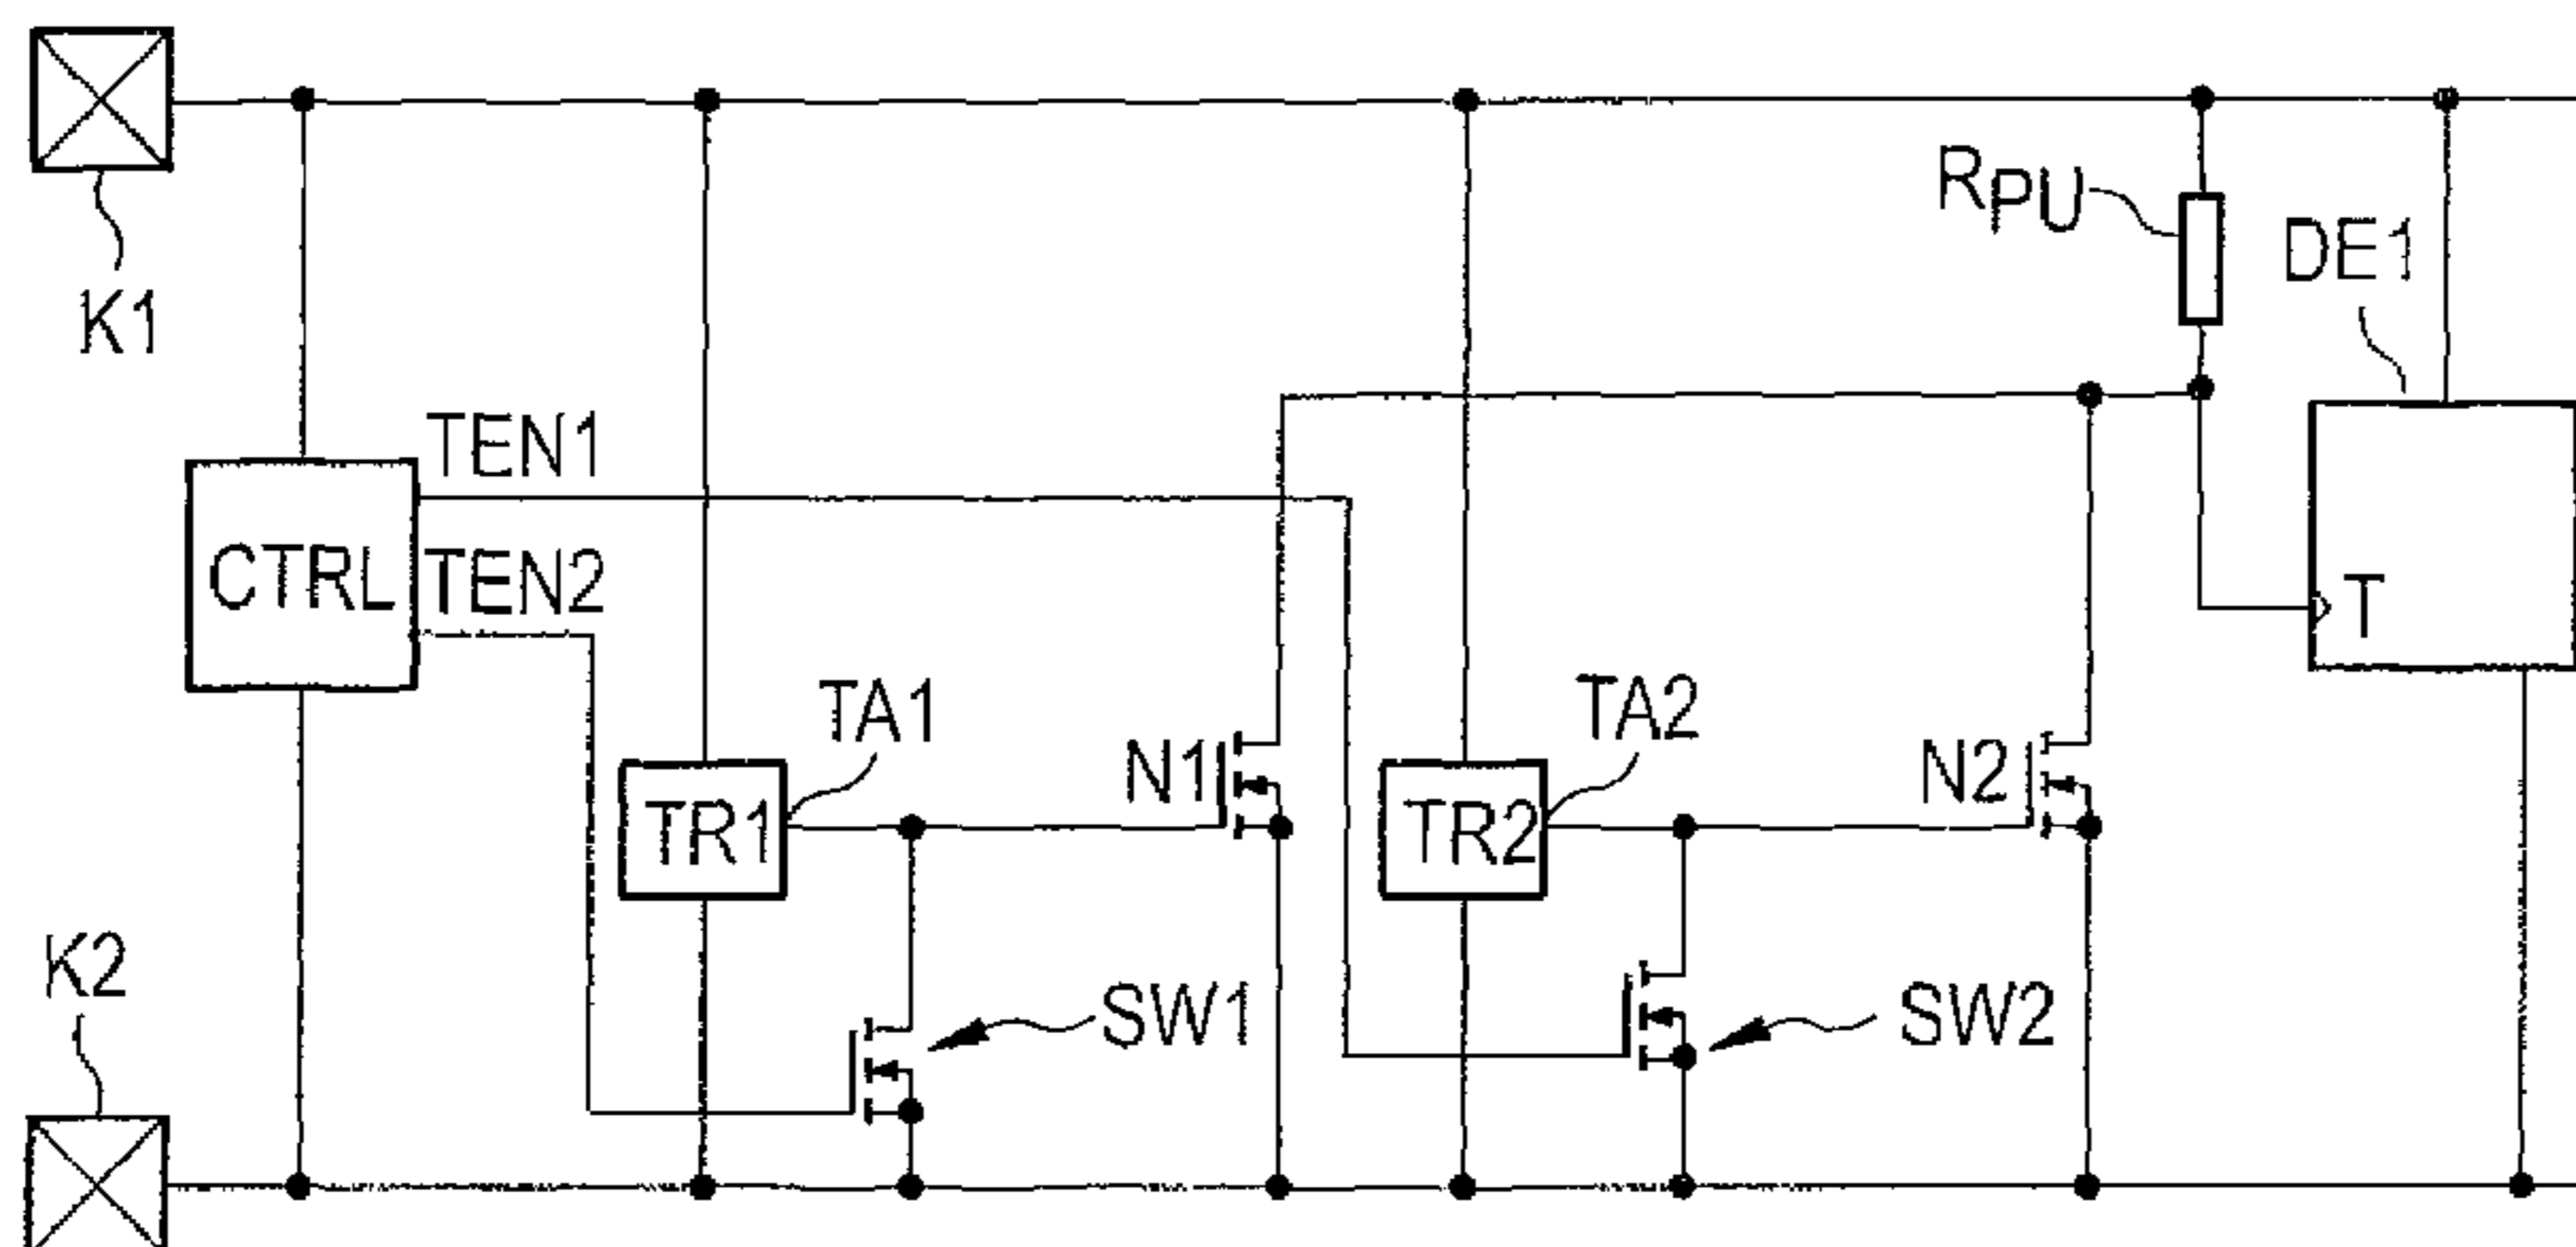 K1
RPU
DE1
TEN1
CTRL
TEN2
T
TA1
TA2
N1
N2
TR1
TR2
K2
SW1
SW2